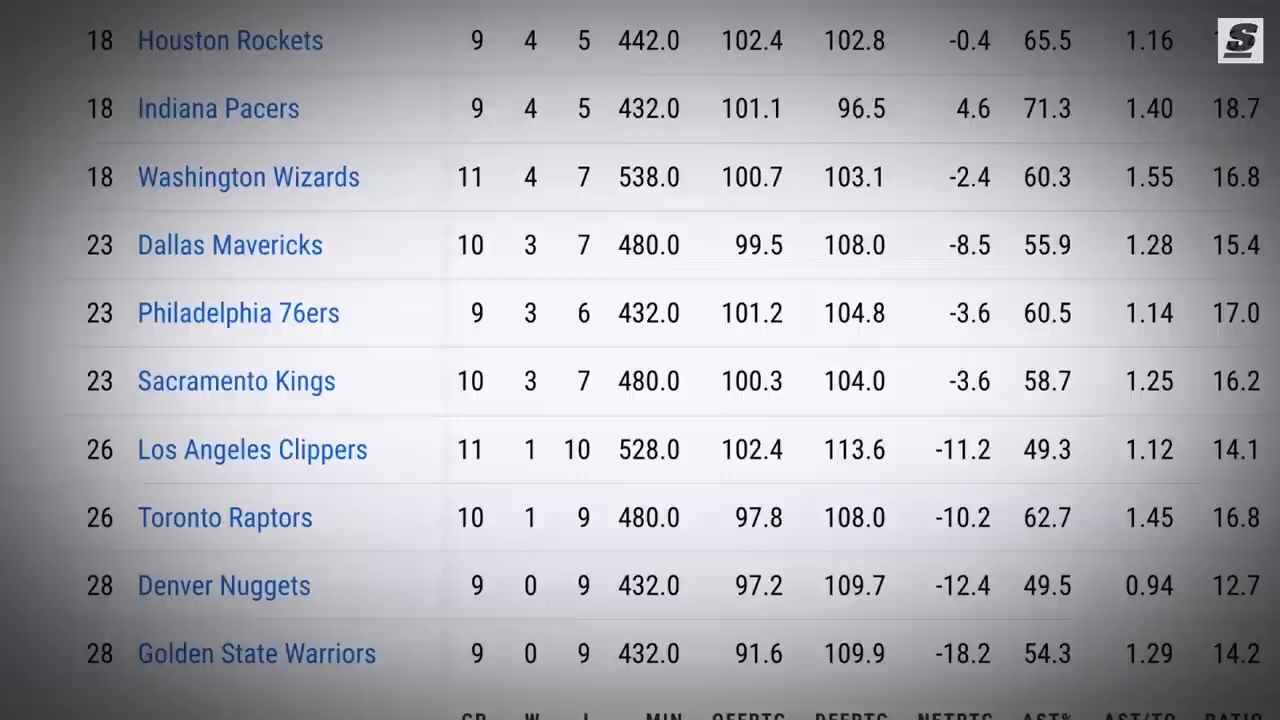 18 Houston Rockets 9 4 5 442.0 102.4 102.8 -0.4 65.5 1.16
S
18 Indiana Pacers 9 4 5 432.0 101.1 96.5 4.6 71.3 1.40 18.7
18 Washington Wizards 11 4 7 538.0 100.7 103.1 -2.4 60.3 1.55 16.8
23 Dallas Mavericks 10 3 7 480.0 99.5 108.0 -8.5 55.9 1.28 15.4
23 Philadelphia 76ers 9 3 6 432.0 101.2 104.8 -3.6 60.5 1.14 17.0
23 Sacramento Kings 10 3 7 480.0 100.3 104.0 -3.6 58.7 1.25 16.2
26 Los Angeles Clippers 11 1 10 528.0 102.4 113.6 -11.2 49.3 1.12 14.1
26 Toronto Raptors 10 1 9 480.0 97.8 108.0 -10.2 62.7 1.45 16.8
28 Denver Nuggets 9 0 9 432.0 97.2 109.7 -12.4 49.5 0.94 12.7
28 Golden State Warriors 9 0 9 432.0 91.6 109.9 -18.2 54.3 1.29 14.2
GP W L MIN OFFRTG DEFRTG NETRTG AST% AST/TO RATIO